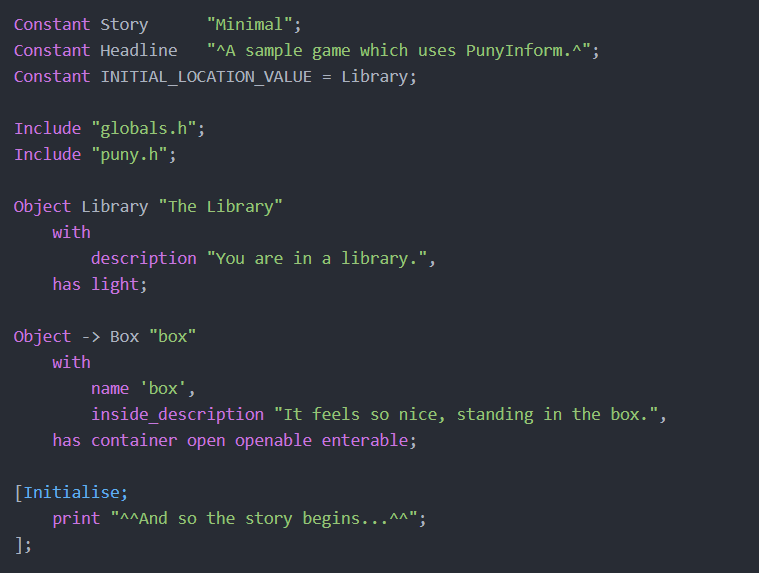 Constant Story      "Minimal";
Constant Headline   "^A sample game which uses PunyInform.^";
Constant INITIAL_LOCATION_VALUE = Library;

Include "globals.h";
Include "puny.h";

Object Library "The Library"
    with
        description "You are in a library.",
    has light;

Object -> Box "box"
    with
        name 'box',
        inside_description "It feels so nice, standing in the box.",
    has container open openable enterable;

[Initialise;
    print "^^And so the story begins...^^";
];